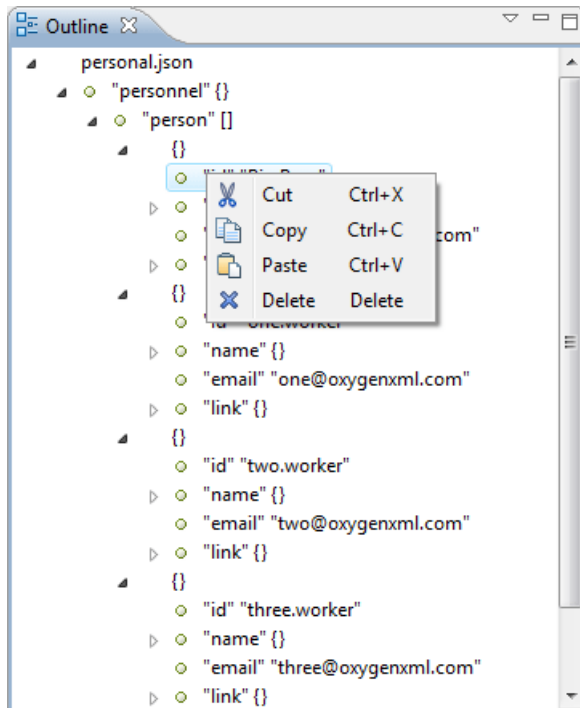 Outline
personal.json
"personnel" {}
"person" []
{}
Cut Ctrl+X
Copy Ctrl+C
com"
Paste Ctrl+V
{}
Delete Delete
"name" {}
"email" "one@oxygenxml.com"
"link" {}
{}
"id" "two.worker"
"name" {}
"email" "two@oxygenxml.com"
"link" {}
{}
"id" "three.worker"
"name" {}
"email" "three@oxygenxml.com"
"link" {}